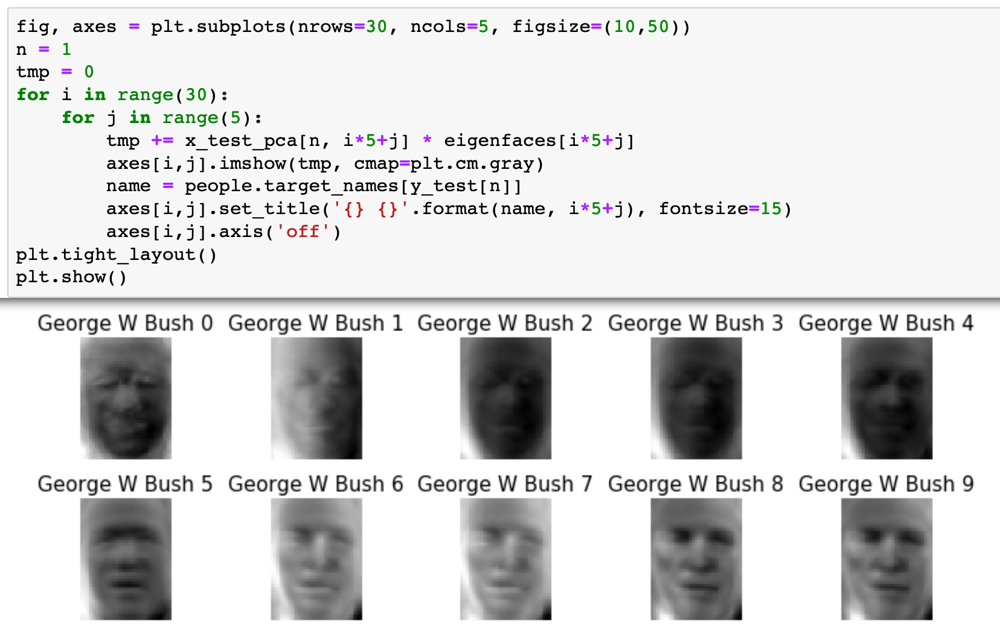 fig, axes = plt.subplots(nrows=30, ncols=5, figsize=(10,50))
n = 1
tmp = 0
for i in range(30):
    for j in range(5):
        tmp += x_test_pca[n, i*5+j] * eigenfaces[i*5+j]
        axes[i,j].imshow(tmp, cmap=plt.cm.gray)
        name = people.target_names[y_test[n]]
        axes[i,j].set_title('{} {}'.format(name, i*5+j), fontsize=15)
        axes[i,j].axis('off')
plt.tight_layout()
plt.show()
George W Bush 0 George W Bush 1 George W Bush 2 George W Bush 3 George W Bush 4
George W Bush 5 George W Bush 6 George W Bush 7 George W Bush 8 George W Bush 9